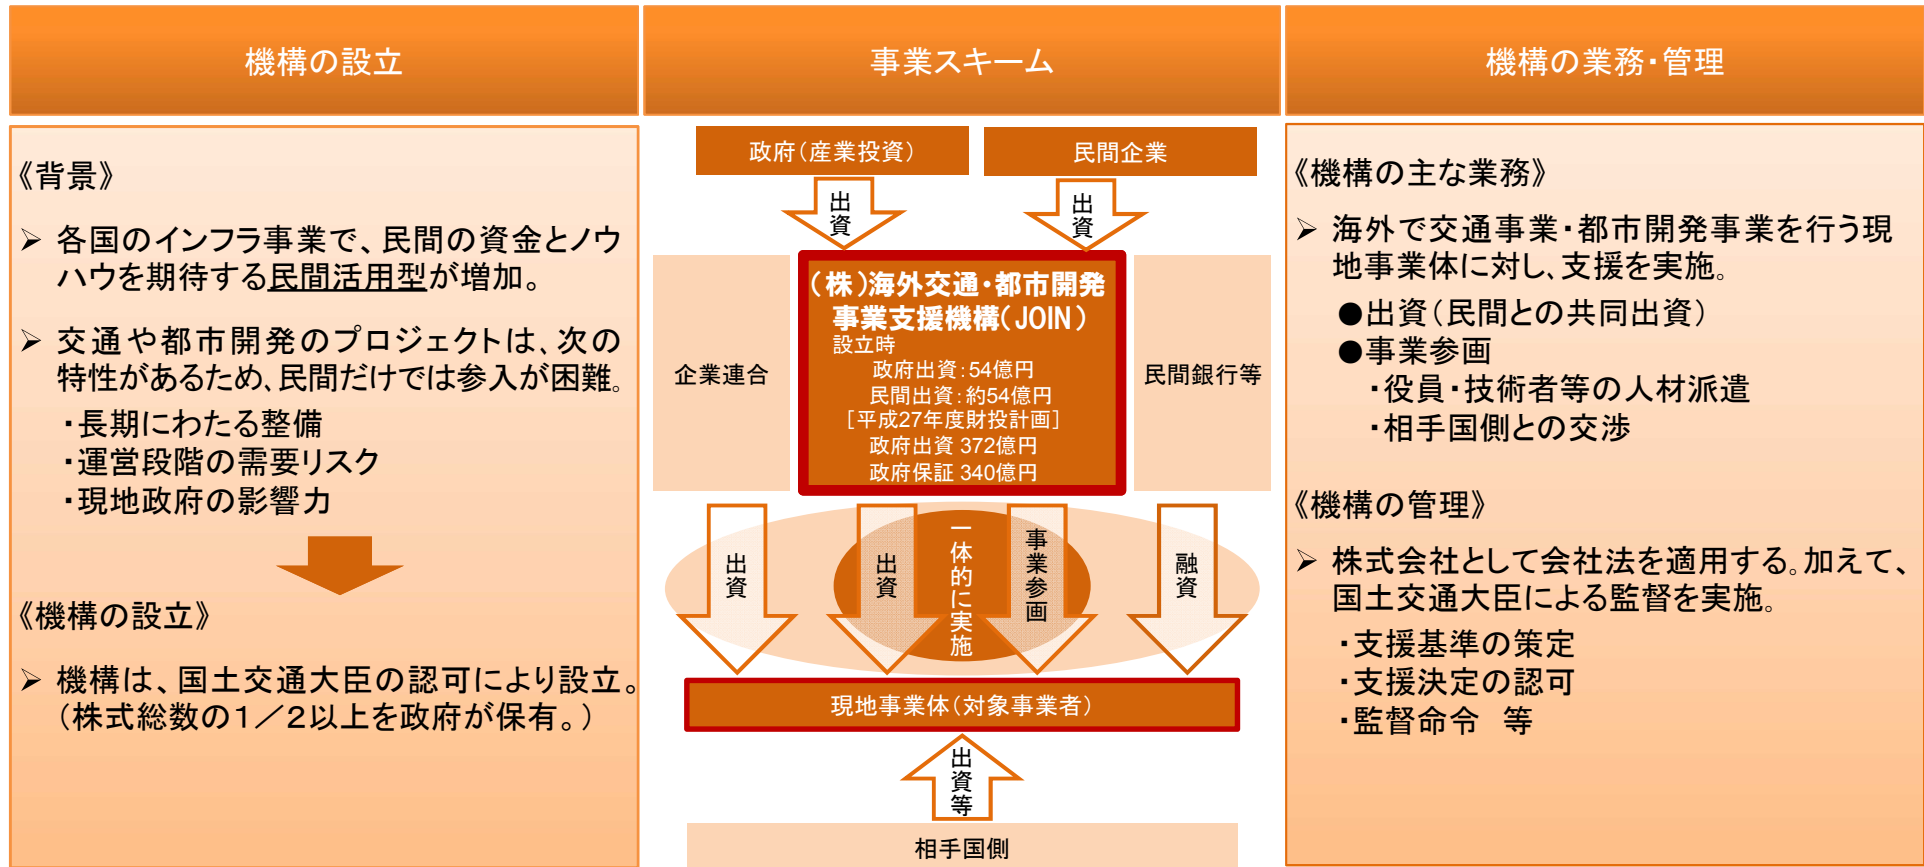 機構の設立
《背景》
➢ 各国のインフラ事業で、民間の資金とノウ
ハウを期待する民間活用型が増加。
➢ 交通や都市開発のプロジェクトは、次の
特性があるため、民間だけでは参入が困難。
・長期にわたる整備
・運営段階の需要リスク
・現地政府の影響力
《機構の設立》
➢ 機構は、国土交通大臣の認可により設立。
（株式総数の１／２以上を政府が保有。）
事業スキーム
政府（産業投資）
民間企業
出資
出資
企業連合
（株）海外交通・都市開発
事業支援機構（JOIN）
設立時
政府出資：54億円
民間出資：約54億円
［平成27年度財投計画］
政府出資 372億円
政府保証 340億円
民間銀行等
出資
出資
一体的に実施
事業参画
融資
現地事業体（対象事業者）
出資等
相手国側
機構の業務・管理
《機構の主な業務》
➢ 海外で交通事業・都市開発事業を行う現
地事業体に対し、支援を実施。
●出資（民間との共同出資）
●事業参画
・役員・技術者等の人材派遣
・相手国側との交渉
《機構の管理》
➢ 株式会社として会社法を適用する。加えて、
国土交通大臣による監督を実施。
・支援基準の策定
・支援決定の認可
・監督命令　等